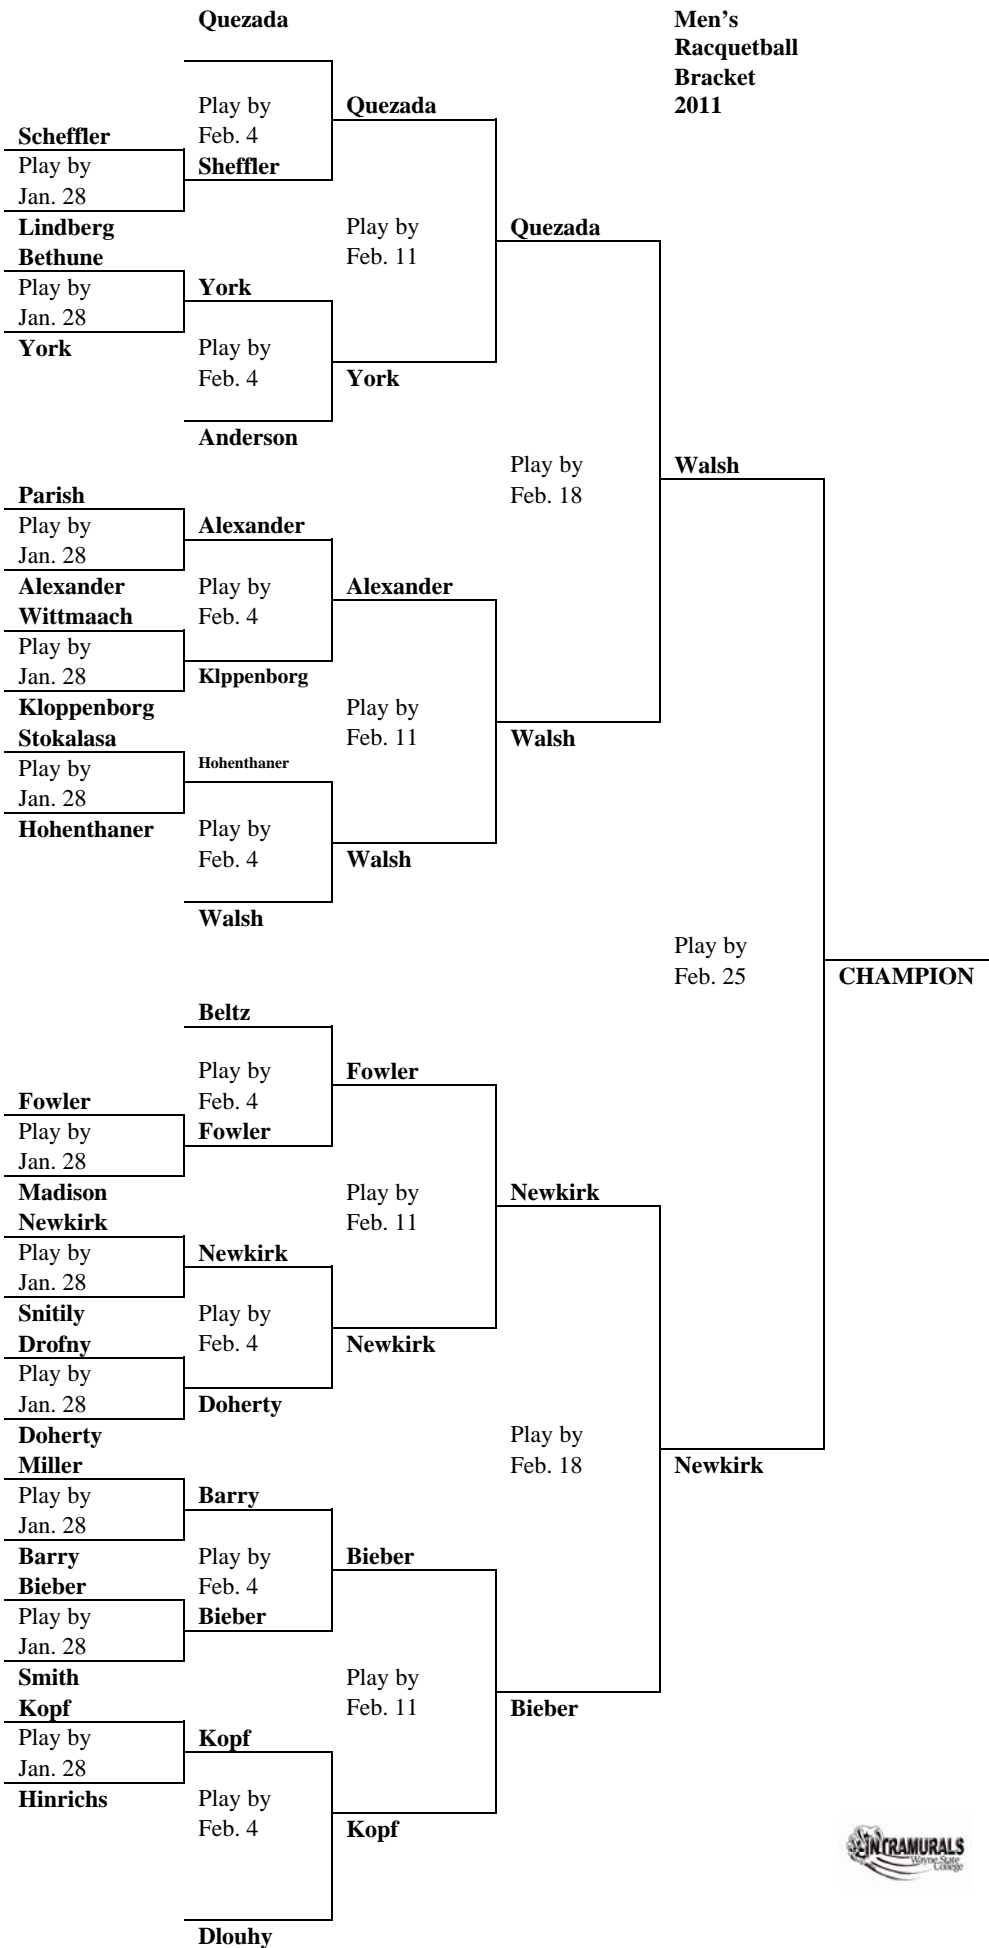 Quezada
Men's
Racquetball
Bracket
2011
Play by
Feb. 4
Quezada
Scheffler
Play by
Jan. 28
Sheffler
Lindberg
Play by
Feb. 11
Quezada
Bethune
Play by
Jan. 28
York
York
Play by
Feb. 4
York
Anderson
Play by
Feb. 18
Walsh
Parish
Play by
Jan. 28
Alexander
Alexander
Play by
Feb. 4
Alexander
Wittmaach
Play by
Jan. 28
Klppenborg
Kloppenborg
Play by
Feb. 11
Walsh
Stokalasa
Play by
Jan. 28
Hohenthaner
Hohenthaner
Play by
Feb. 4
Walsh
Walsh
Play by
Feb. 25
CHAMPION
Beltz
Play by
Feb. 4
Fowler
Fowler
Play by
Jan. 28
Fowler
Madison
Play by
Feb. 11
Newkirk
Newkirk
Play by
Jan. 28
Newkirk
Snitily
Play by
Feb. 4
Newkirk
Drofny
Play by
Jan. 28
Doherty
Doherty
Play by
Feb. 18
Newkirk
Miller
Play by
Jan. 28
Barry
Barry
Play by
Feb. 4
Bieber
Bieber
Play by
Jan. 28
Bieber
Smith
Play by
Feb. 11
Bieber
Kopf
Play by
Jan. 28
Kopf
Hinrichs
Play by
Feb. 4
Kopf
Dlouhy
INTRAMURALS
Wayne State
College